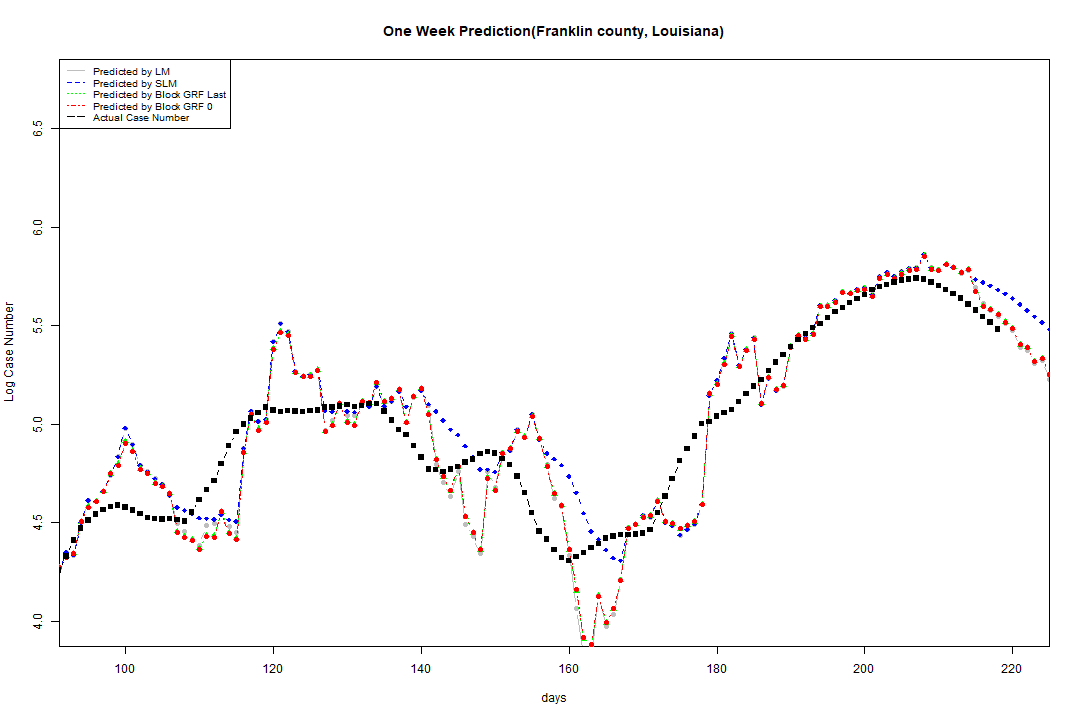 One Week Prediction(Franklin county, Louisiana)
Predicted by LM
Predicted by SLM
Predicted by Block GRF Last
Predicted by Block GRF 0
Actual Case Number
Log Case Number
6.5
6.0
5.5
5.0
4.5
4.0
100 120 140 160 180 200 220
days